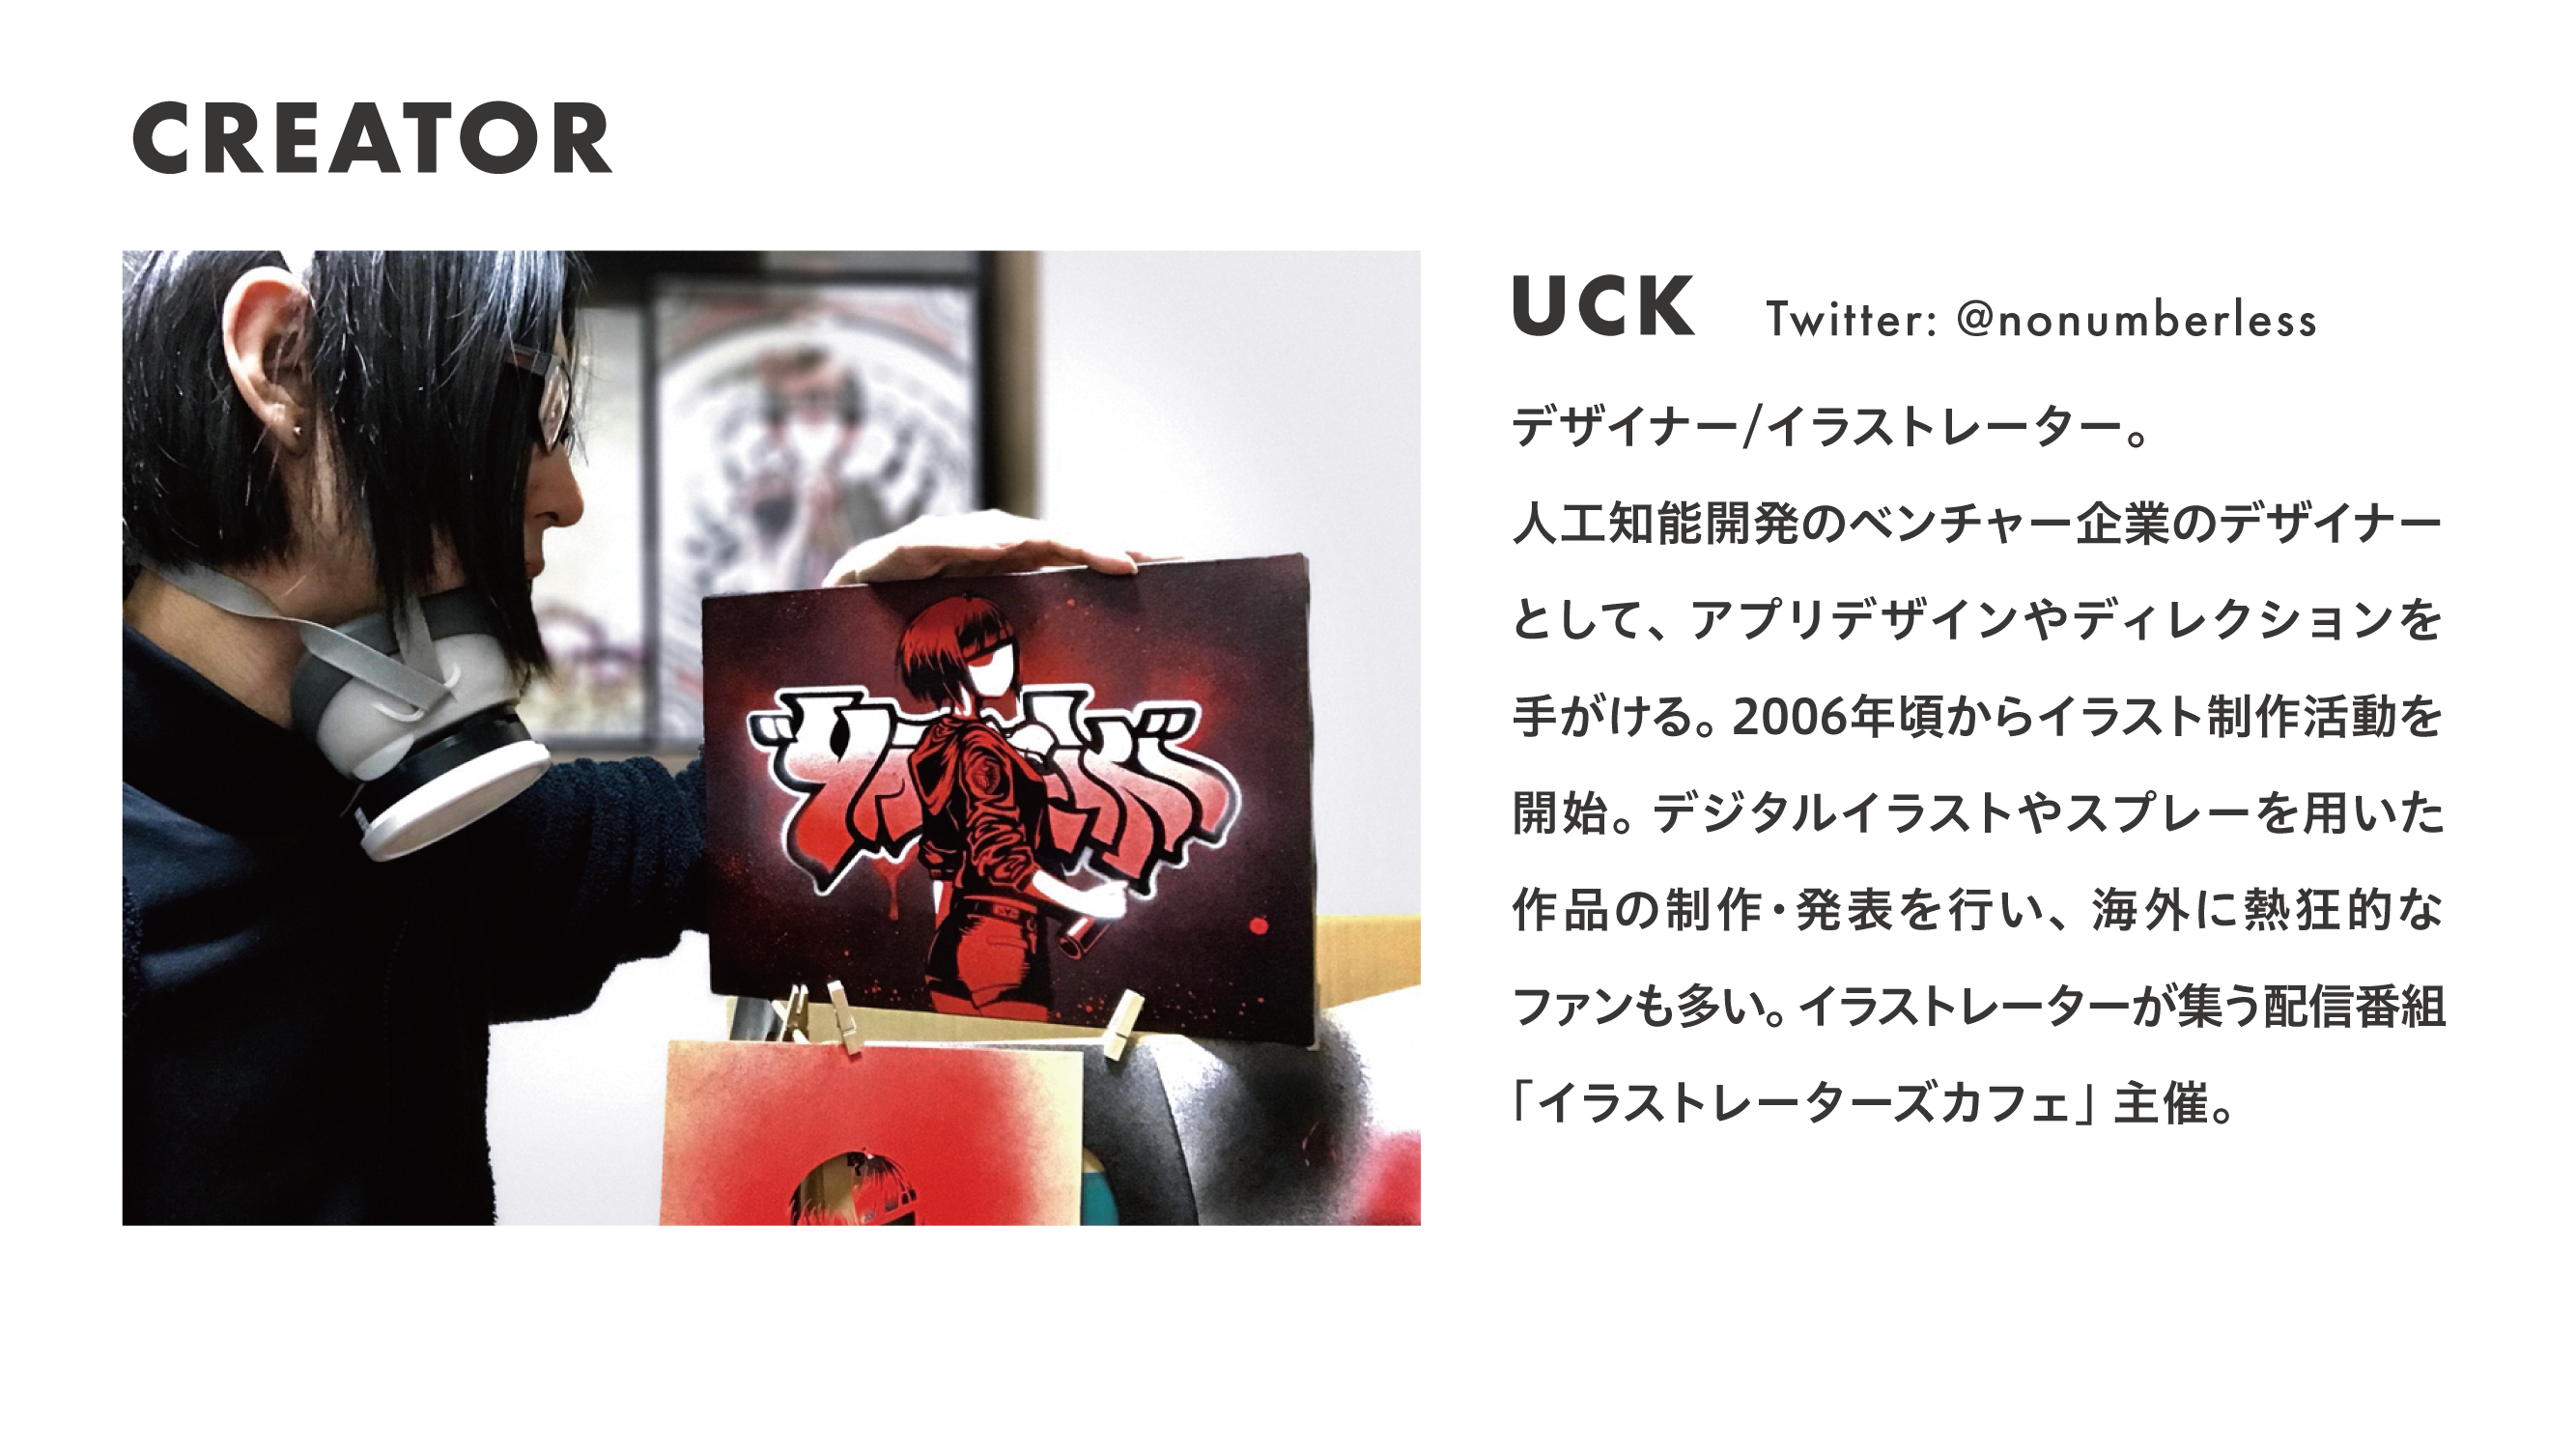 CREATOR
UCK Twitter: @nonumberless
デザイナー/イラストレーター。
人工知能開発のベンチャー企業のデザイナー
として、アプリデザインやディレクションを
手がける。2006年頃からイラスト制作活動を
開始。デジタルイラストやスプレーを用いた
作品の制作・発表を行い、海外に熱狂的な
ファンも多い。イラストレーターが集う配信番組
「イラストレーターズカフェ」主催。